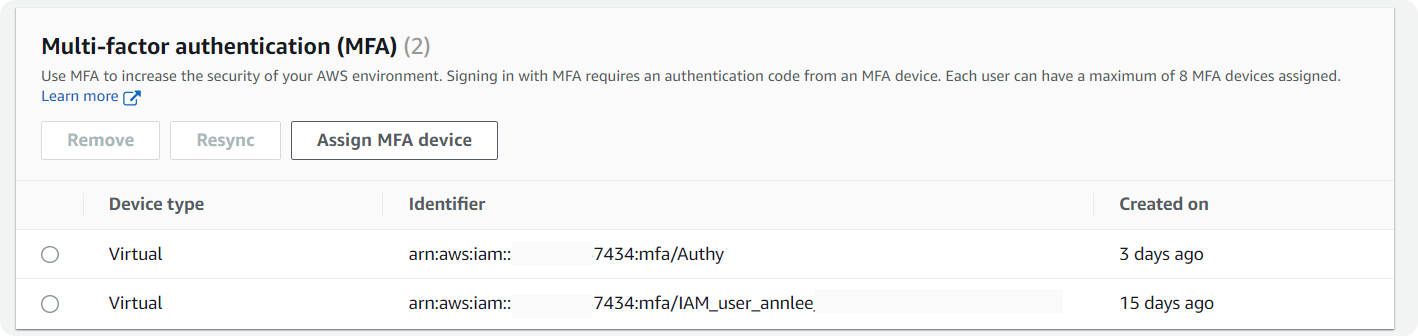 Multi-factor authentication (MFA) (2)
Use MFA to increase the security of your AWS environment. Signing in with MFA requires an authentication code from an MFA device. Each user can have a maximum of 8 MFA devices assigned.
Learn more
Remove Resync Assign MFA device
Device type Identifier Created on
Virtual arn:aws:iam:: 7434:mfa/Authy 3 days ago
Virtual arn:aws:iam:: 7434:mfa/IAM_user_annlee 15 days ago